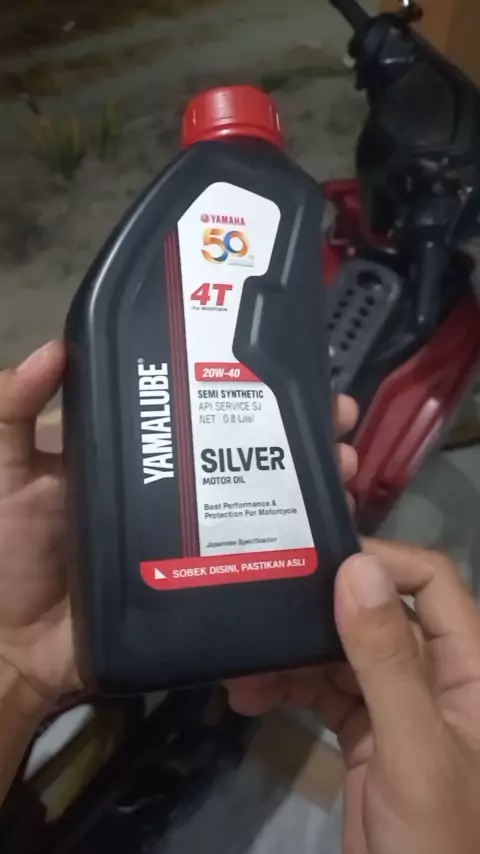 YAMAHA
50
4T
20W-40
SEMI SYNTHETIC
API SERVICE SJ
NET 0.8 Liter
YAMALUBE®
SILVER
MOTOR OIL
Best Performance &
Protection For Motorcycle
Japanese Specification
SOBEK DISINI, PASTIKAN ASLI